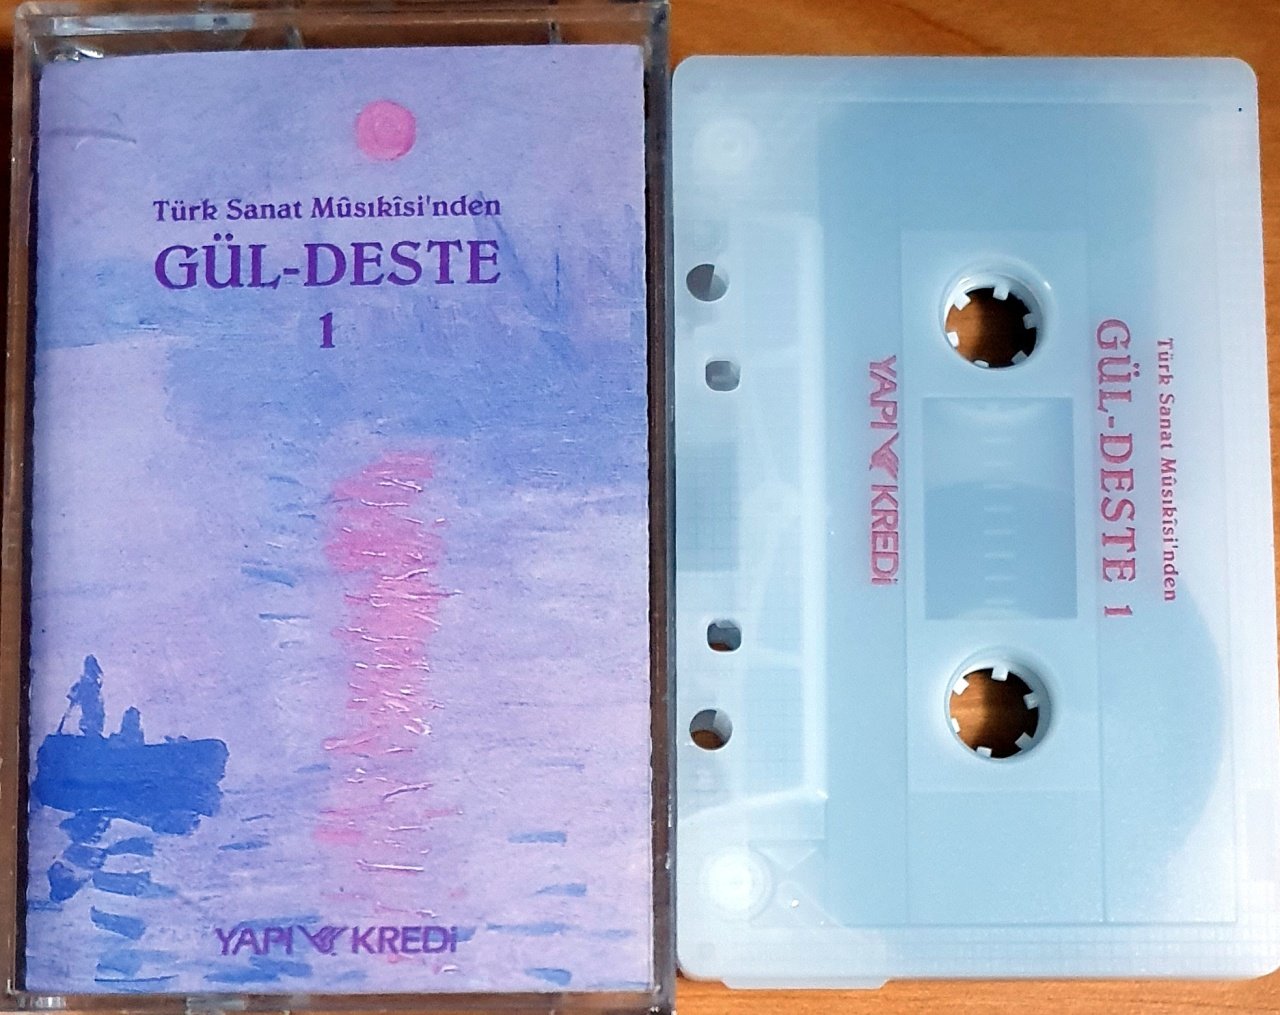 Türk Sanat Mûsıkîsi'nden
GÜL-DESTE
1
YAPI KREDİ
Türk Sanat Mûsıkîsi'nden
GÜL-DESTE 1
YAPI KREDİ